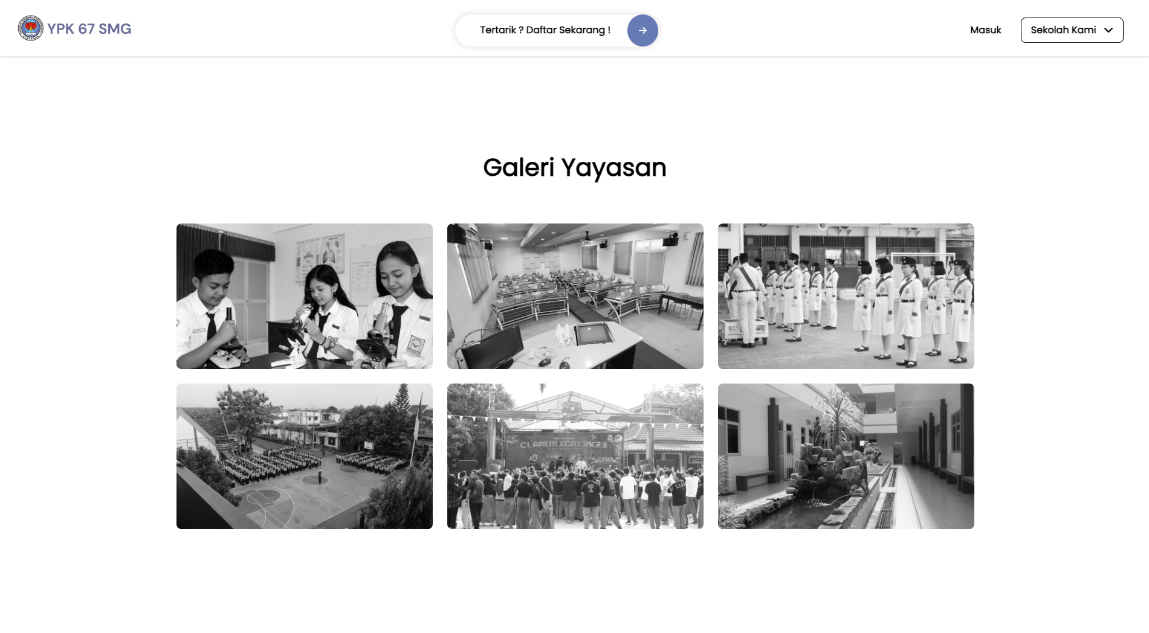 YPK 67 SMG
Tertarik ? Daftar Sekarang !
Masuk
Sekolah Kami
Galeri Yayasan